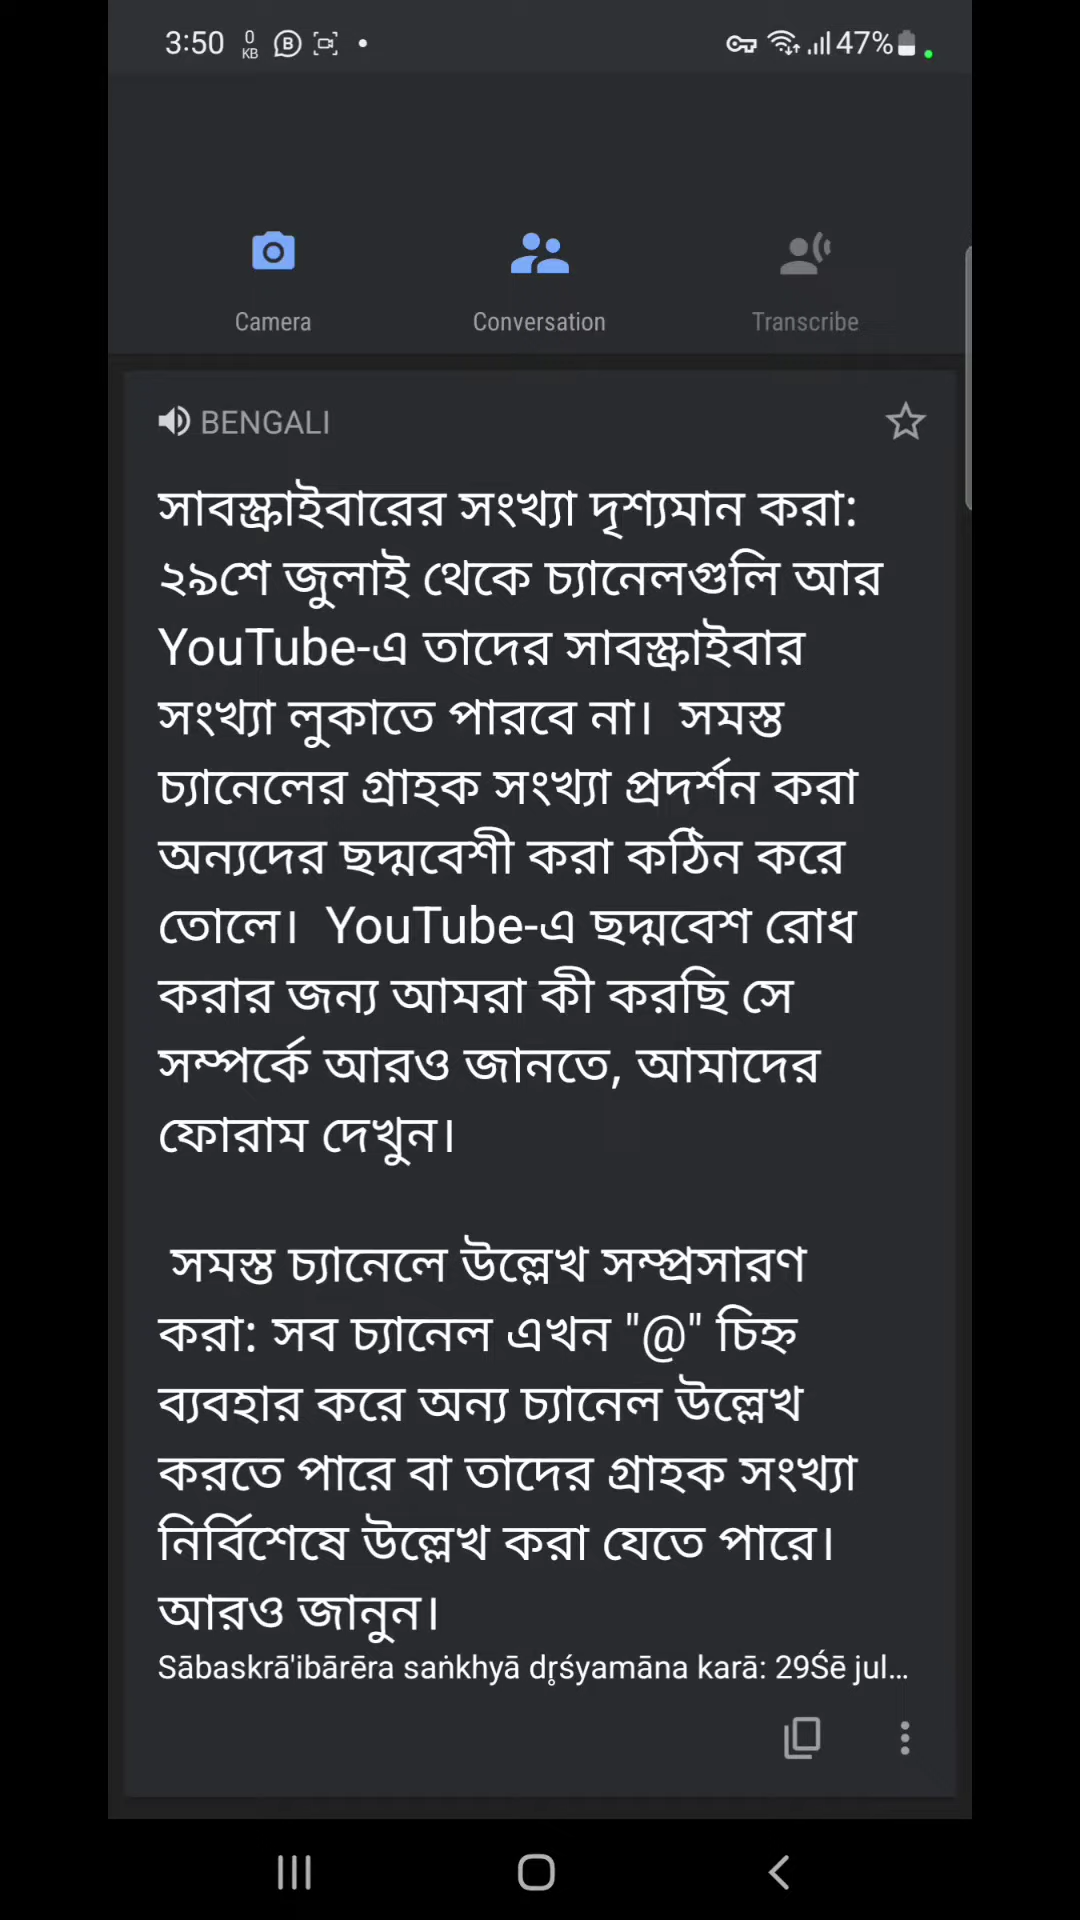 3:50 0 KB B 47%
Camera Conversation Transcribe
BENGALI
সাবস্ক্রাইবারের সংখ্যা দৃশ্যমান করা:
২৯শে জুলাই থেকে চ্যানেলগুলি আর
YouTube-এ তাদের সাবস্ক্রাইবার
সংখ্যা লুকাতে পারবে না। সমস্ত
চ্যানেলের গ্রাহক সংখ্যা প্রদর্শন করা
অন্যদের ছদ্মবেশী করা কঠিন করে
তোলে। YouTube-এ ছদ্মবেশ রোধ
করার জন্য আমরা কী করছি সে
সম্পর্কে আরও জানতে, আমাদের
ফোরাম দেখুন।
সমস্ত চ্যানেলে উল্লেখ সম্প্রসারণ
করা: সব চ্যানেল এখন "@" চিহ্ন
ব্যবহার করে অন্য চ্যানেল উল্লেখ
করতে পারে বা তাদের গ্রাহক সংখ্যা
নির্বিশেষে উল্লেখ করা যেতে পারে।
আরও জানুন।
Sābaskrā'ibārēra saṅkhyā dr̥śyamāna karā: 29Śē jul...